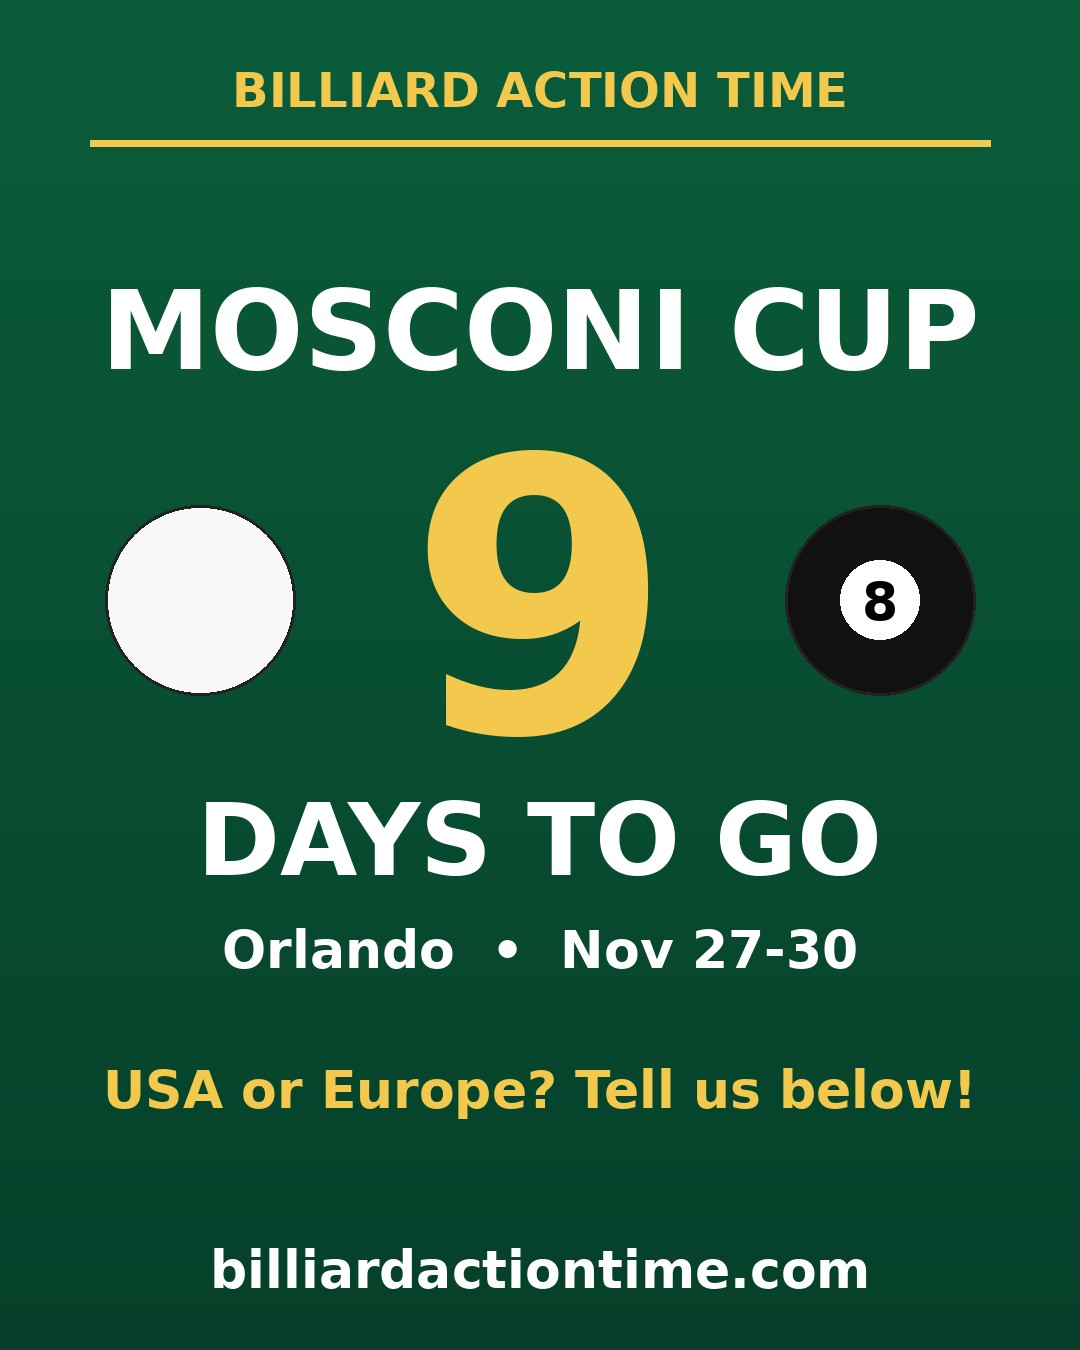 BILLIARD ACTION TIME
MOSCONI CUP
9
8
DAYS TO GO
Orlando • Nov 27-30
USA or Europe? Tell us below!
billiardactiontime.com